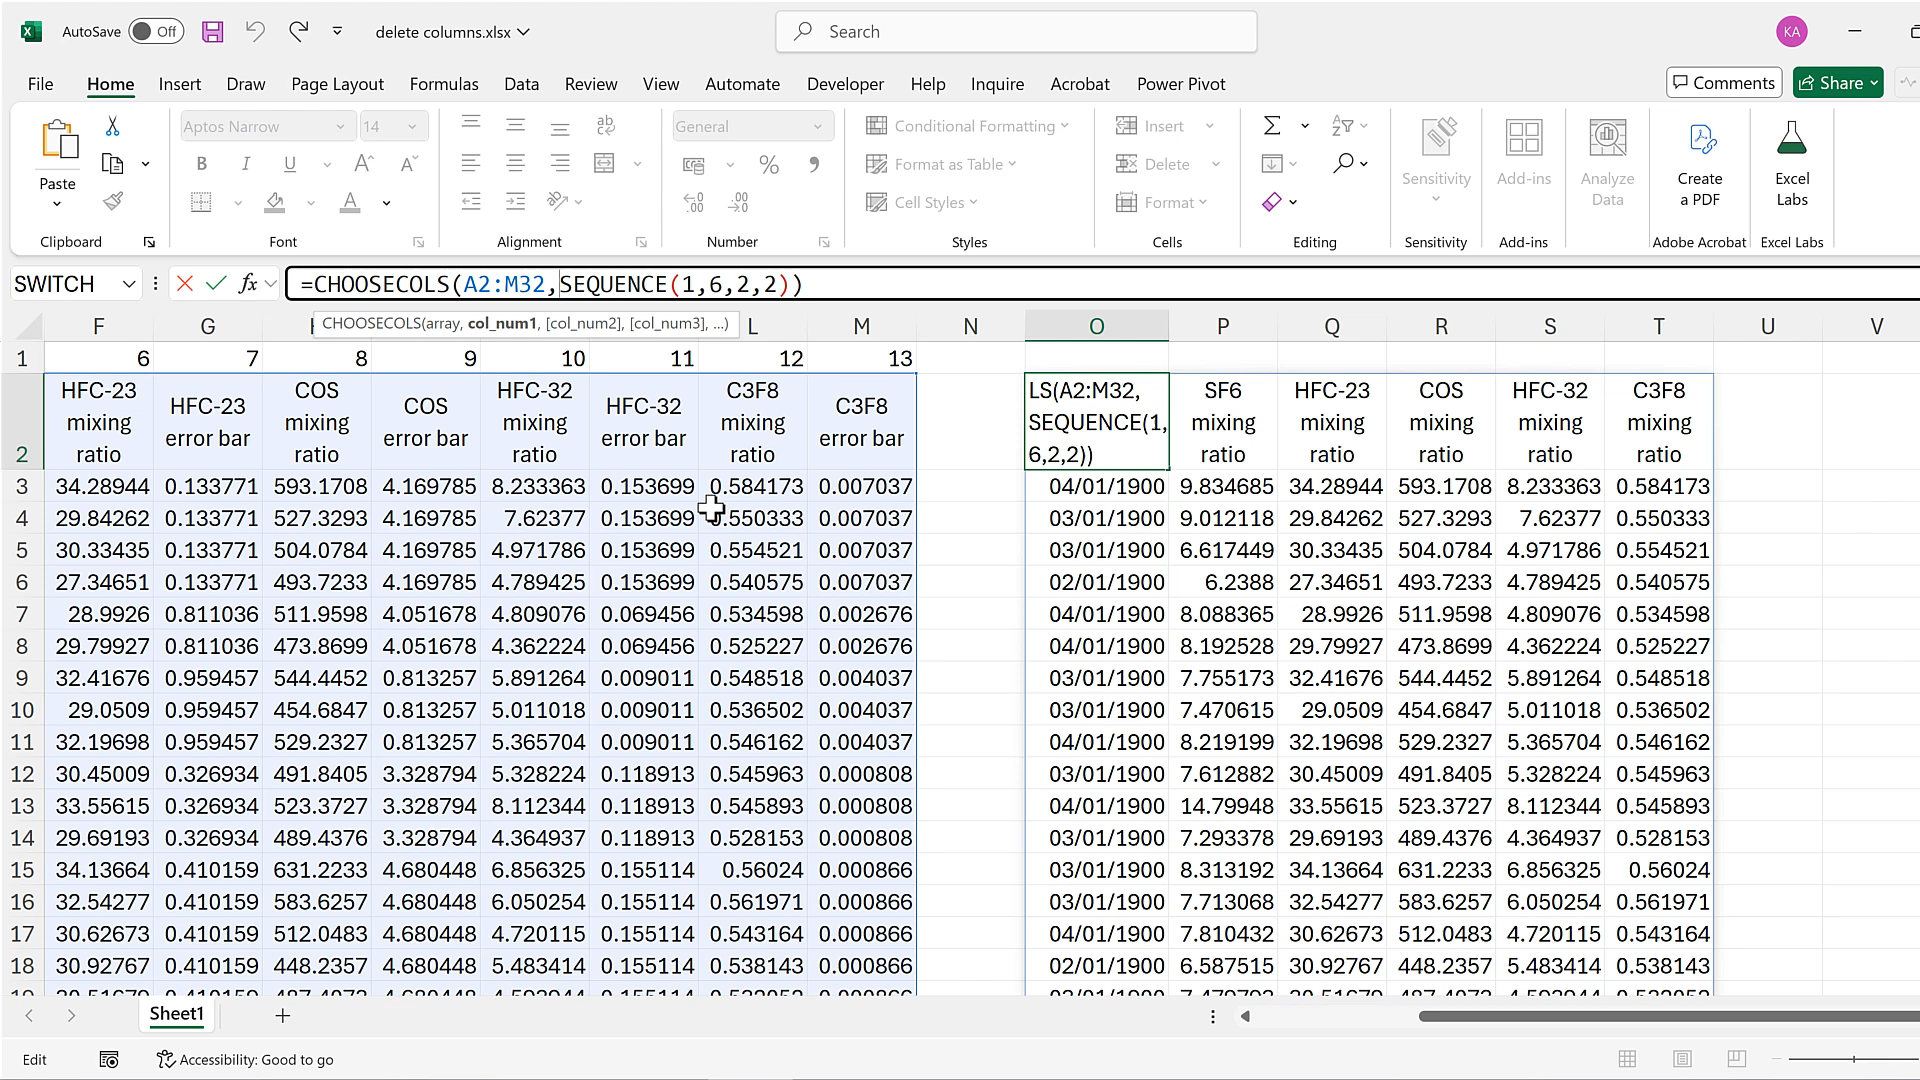 AutoSave Off delete columns.xlsx Search KA
File Home Insert Draw Page Layout Formulas Data Review View Automate Developer Help Inquire Acrobat Power Pivot Comments Share
Paste
Clipboard
Aptos Narrow 14
B I U A A
A
Font
ab
c
Alignment
General
% ,
.00
Number
Conditional Formatting
Format as Table
Cell Styles
Styles
Insert
Delete
Format
Cells
Editing
Sensitivity
Sensitivity
Add-ins
Add-ins
Analyze
Data
Create
a PDF
Adobe Acrobat
Excel
Labs
Excel Labs
SWITCH fx =CHOOSECOLS(A2:M32,SEQUENCE(1,6,2,2))
CHOOSECOLS(array, col_num1, [col_num2], [col_num3], ...)
F G L M N O P Q R S T U V
1 6 7 8 9 10 11 12 13
2
HFC-23
mixing
ratio
HFC-23
error bar
COS
mixing
ratio
COS
error bar
HFC-32
mixing
ratio
HFC-32
error bar
C3F8
mixing
ratio
C3F8
error bar
LS(A2:M32,
SEQUENCE(1,
6,2,2))
SF6
mixing
ratio
HFC-23
mixing
ratio
COS
mixing
ratio
HFC-32
mixing
ratio
C3F8
mixing
ratio
3 34.28944 0.133771 593.1708 4.169785 8.233363 0.153699 0.584173 0.007037 04/01/1900 9.834685 34.28944 593.1708 8.233363 0.584173
4 29.84262 0.133771 527.3293 4.169785 7.62377 0.153699 0.550333 0.007037 03/01/1900 9.012118 29.84262 527.3293 7.62377 0.550333
5 30.33435 0.133771 504.0784 4.169785 4.971786 0.153699 0.554521 0.007037 03/01/1900 6.617449 30.33435 504.0784 4.971786 0.554521
6 27.34651 0.133771 493.7233 4.169785 4.789425 0.153699 0.540575 0.007037 02/01/1900 6.2388 27.34651 493.7233 4.789425 0.540575
7 28.9926 0.811036 511.9598 4.051678 4.809076 0.069456 0.534598 0.002676 04/01/1900 8.088365 28.9926 511.9598 4.809076 0.534598
8 29.79927 0.811036 473.8699 4.051678 4.362224 0.069456 0.525227 0.002676 04/01/1900 8.192528 29.79927 473.8699 4.362224 0.525227
9 32.41676 0.959457 544.4452 0.813257 5.891264 0.009011 0.548518 0.004037 03/01/1900 7.755173 32.41676 544.4452 5.891264 0.548518
10 29.0509 0.959457 454.6847 0.813257 5.011018 0.009011 0.536502 0.004037 03/01/1900 7.470615 29.0509 454.6847 5.011018 0.536502
11 32.19698 0.959457 529.2327 0.813257 5.365704 0.009011 0.546162 0.004037 04/01/1900 8.219199 32.19698 529.2327 5.365704 0.546162
12 30.45009 0.326934 491.8405 3.328794 5.328224 0.118913 0.545963 0.000808 03/01/1900 7.612882 30.45009 491.8405 5.328224 0.545963
13 33.55615 0.326934 523.3727 3.328794 8.112344 0.118913 0.545893 0.000808 04/01/1900 14.79948 33.55615 523.3727 8.112344 0.545893
14 29.69193 0.326934 489.4376 3.328794 4.364937 0.118913 0.528153 0.000808 03/01/1900 7.293378 29.69193 489.4376 4.364937 0.528153
15 34.13664 0.410159 631.2233 4.680448 6.856325 0.155114 0.56024 0.000866 03/01/1900 8.313192 34.13664 631.2233 6.856325 0.56024
16 32.54277 0.410159 583.6257 4.680448 6.050254 0.155114 0.561971 0.000866 03/01/1900 7.713068 32.54277 583.6257 6.050254 0.561971
17 30.62673 0.410159 512.0483 4.680448 4.720115 0.155114 0.543164 0.000866 04/01/1900 7.810432 30.62673 512.0483 4.720115 0.543164
18 30.92767 0.410159 448.2357 4.680448 5.483414 0.155114 0.538143 0.000866 02/01/1900 6.587515 30.92767 448.2357 5.483414 0.538143
Sheet1
Edit Accessibility: Good to go